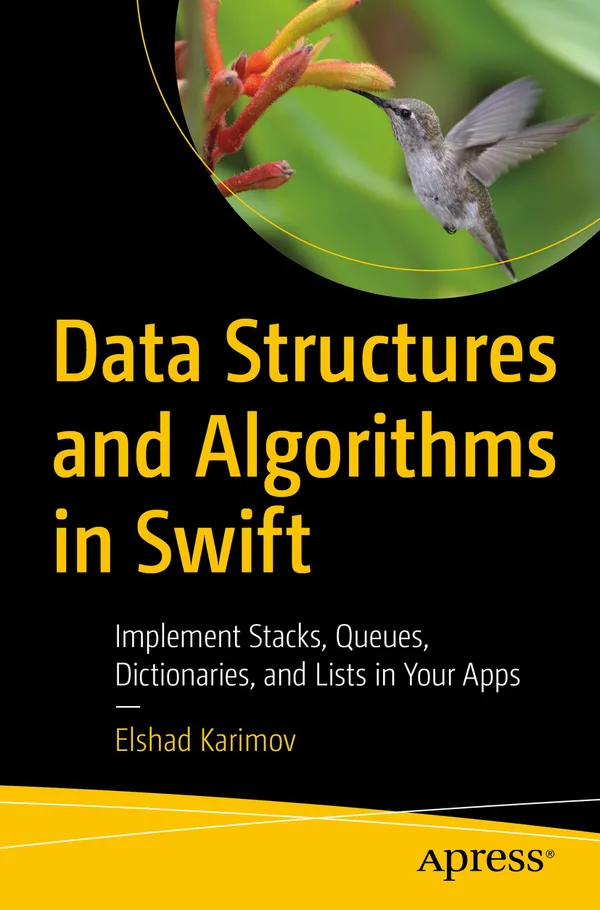 Data Structures
and Algorithms
in Swift
Implement Stacks, Queues,
Dictionaries, and Lists in Your Apps
—
Elshad Karimov
Apress®